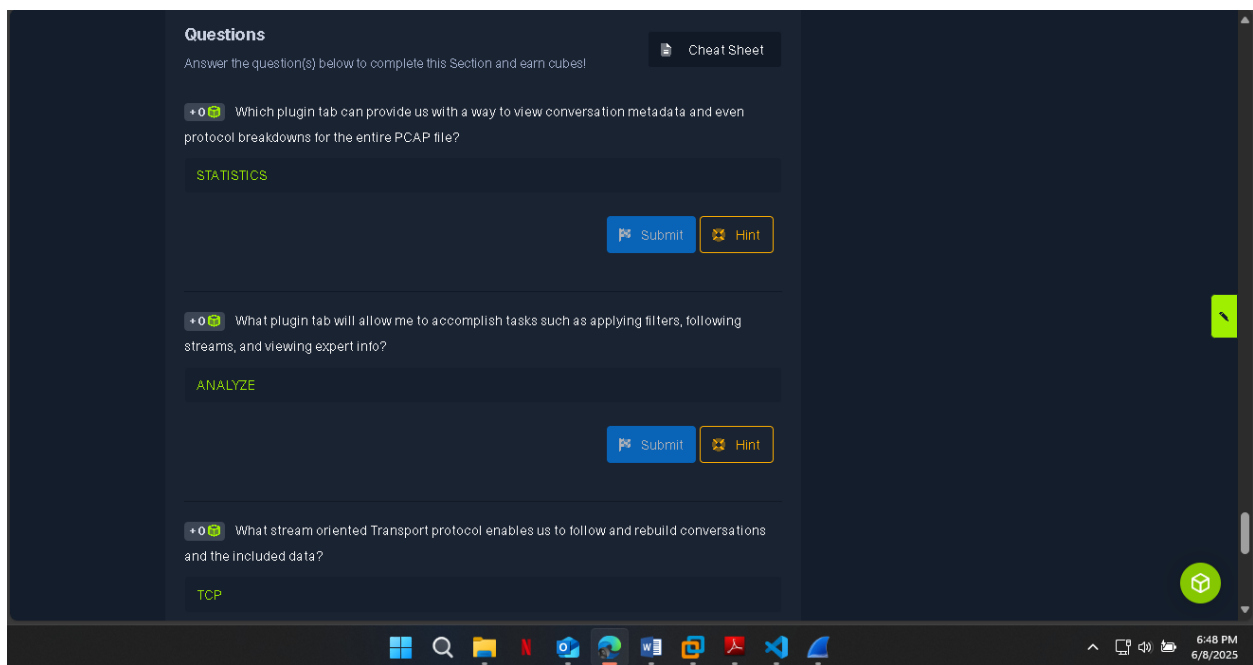 Questions
Cheat Sheet
Answer the question(s) below to complete this Section and earn cubes!
+0 Which plugin tab can provide us with a way to view conversation metadata and even
protocol breakdowns for the entire PCAP file?
STATISTICS
Submit
Hint
+0 What plugin tab will allow me to accomplish tasks such as applying filters, following
streams, and viewing expert info?
ANALYZE
Submit
Hint
+0 What stream oriented Transport protocol enables us to follow and rebuild conversations
and the included data?
TCP
6:48 PM
6/8/2025